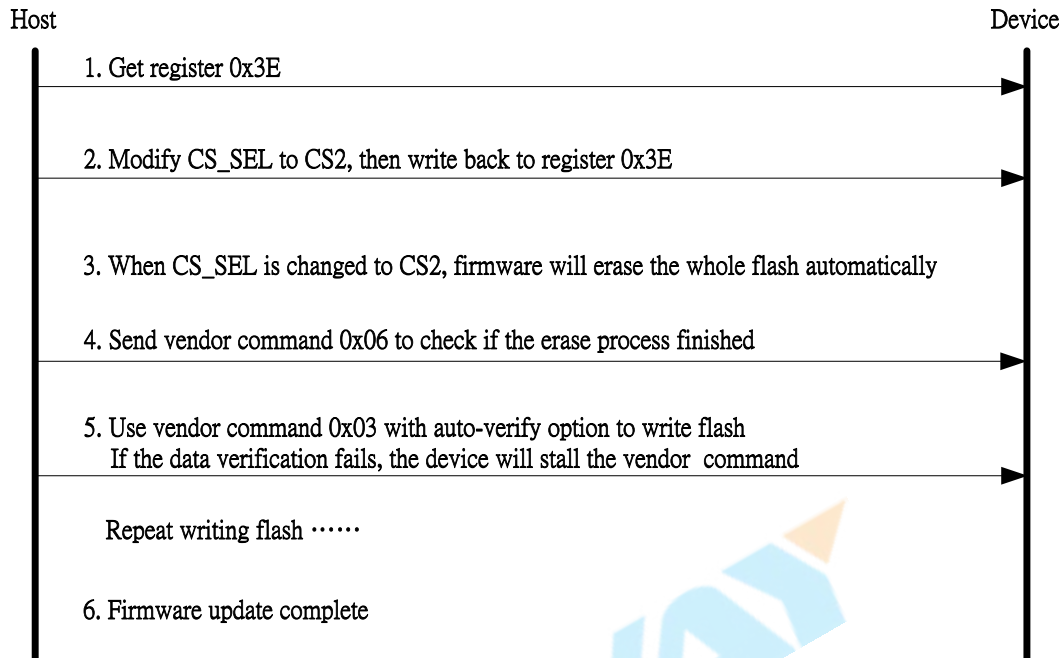 Host
Device
1. Get register 0x3E
2. Modify CS_SEL to CS2, then write back to register 0x3E
3. When CS_SEL is changed to CS2, firmware will erase the whole flash automatically
4. Send vendor command 0x06 to check if the erase process finished
5. Use vendor command 0x03 with auto-verify option to write flash
If the data verification fails, the device will stall the vendor command
Repeat writing flash ⋯⋯
6. Firmware update complete